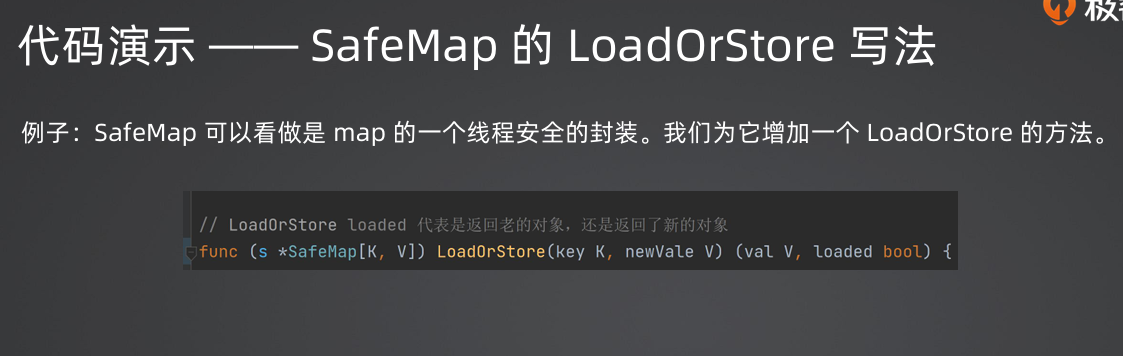 代码演示 —— SafeMap 的 LoadOrStore 写法
例子：SafeMap 可以看做是 map 的一个线程安全的封装。我们为它增加一个 LoadOrStore 的方法。
// LoadOrStore loaded 代表是返回老的对象，还是返回了新的对象
func (s *SafeMap[K, V]) LoadOrStore(key K, newVale V) (val V, loaded bool) {